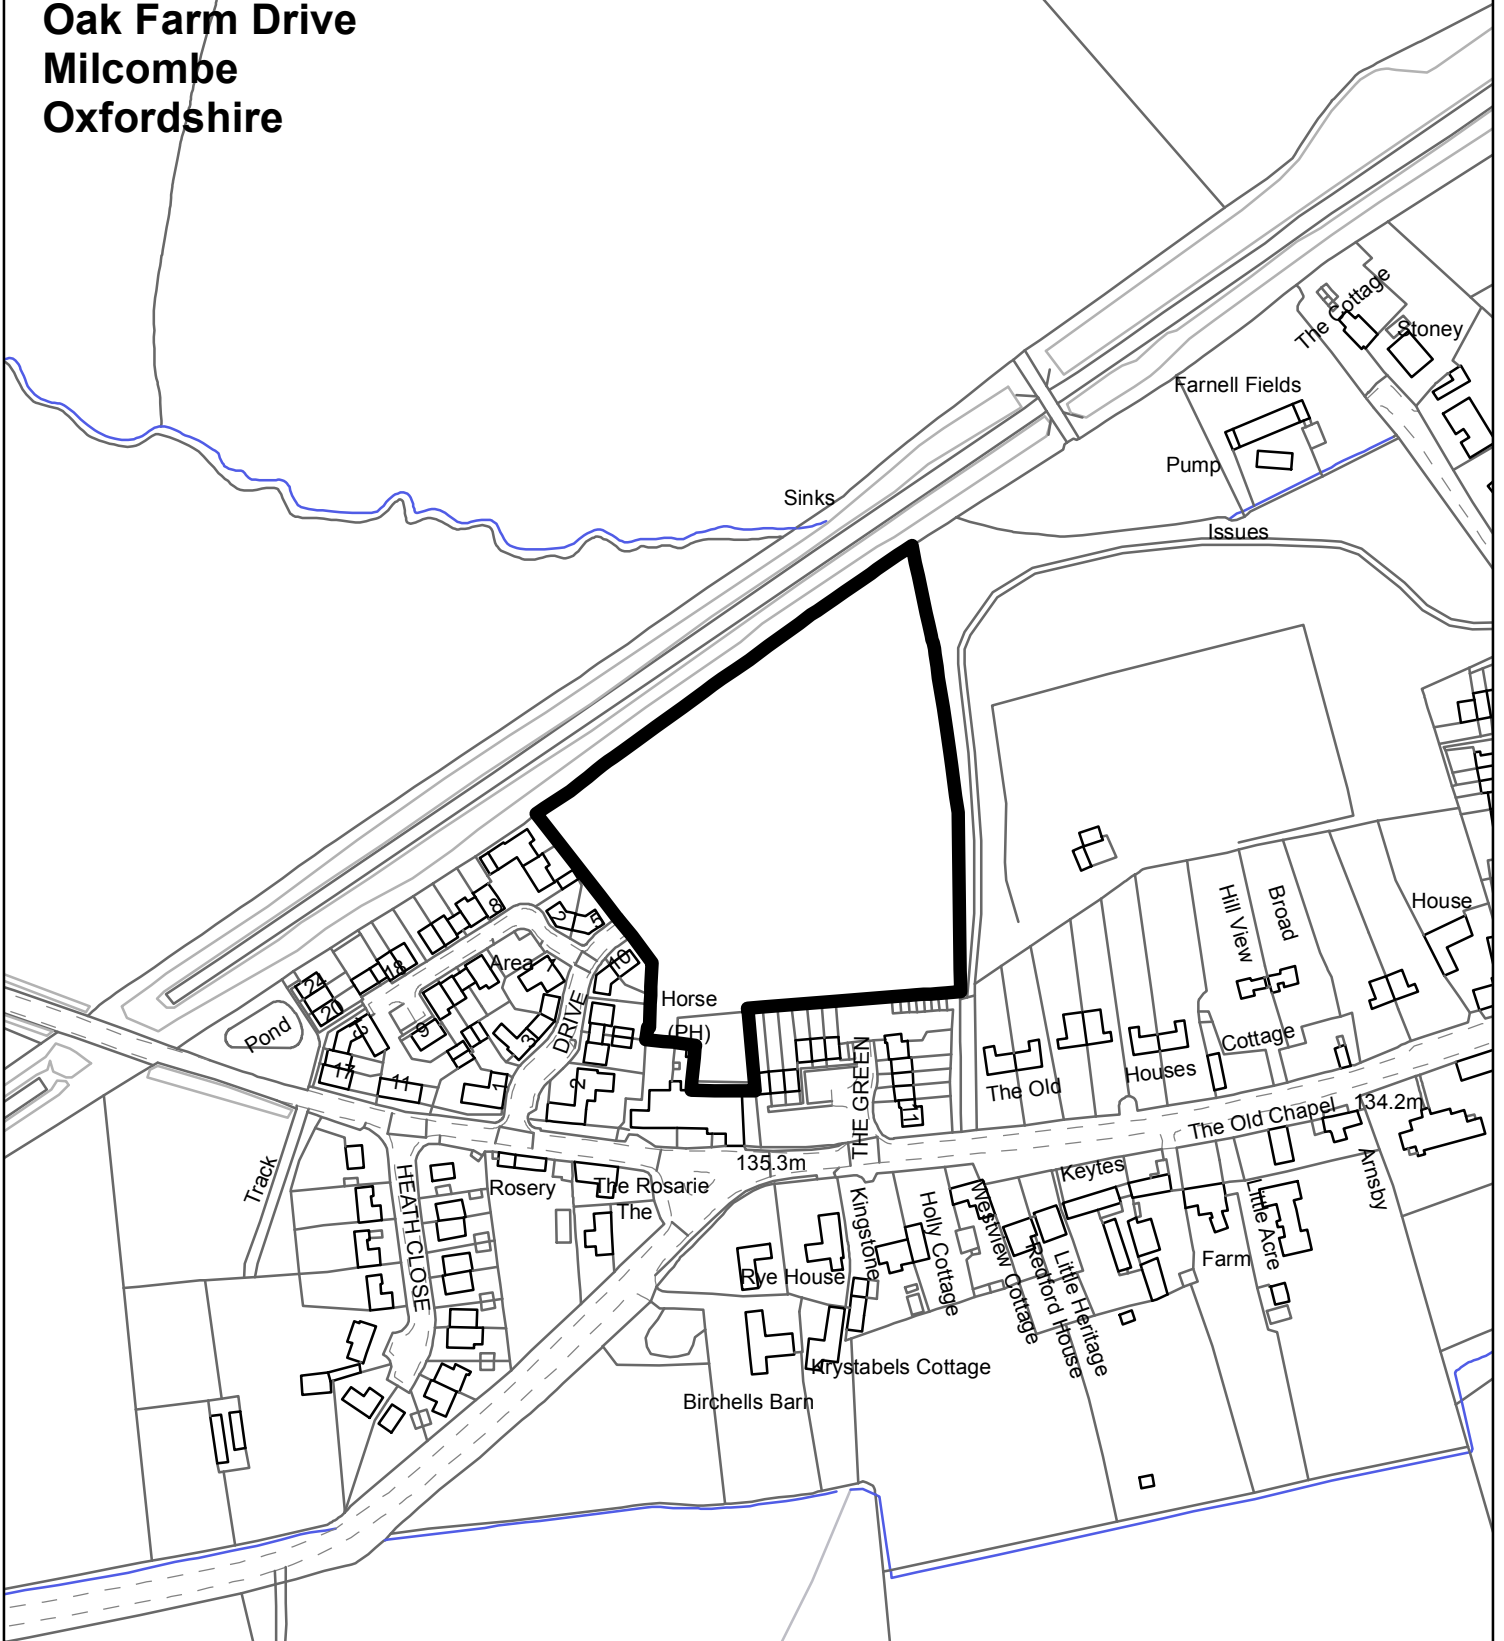 Oak Farm Drive
Milcombe
Oxfordshire
The Cottage
Stoney
Farnell Fields
Pump
Sinks
Issues
Hill View
Broad
House
8
2
5
10
Area
7
18
24
20
Pond
9
3
DRIVE
Horse
(PH)
17
11
1
2
THE GREEN
1
The Old
Houses
Cottage
The Old Chapel
134.2m
135.3m
Track
HEATH CLOSE
Rosery
The Rosarie
The
Kingstone
Holly Cottage
Westview Cottage
Redford House
Little Heritage
Keytes
Farm
Little Acre
Arnsby
Rye House
Krystabels Cottage
Birchells Barn